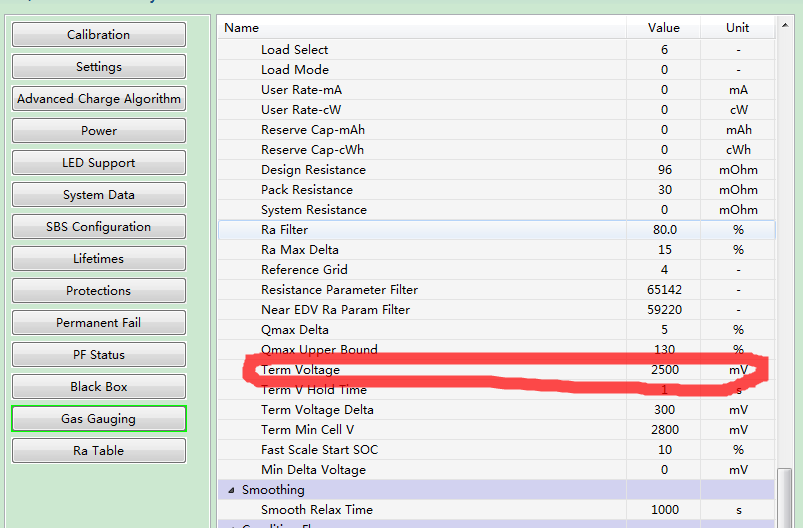 Calibration
Settings
Advanced Charge Algorithm
Power
LED Support
System Data
SBS Configuration
Lifetimes
Protections
Permanent Fail
PF Status
Black Box
Gas Gauging
Ra Table
Name Value Unit
Load Select 6 -
Load Mode 0 -
User Rate-mA 0 mA
User Rate-cW 0 cW
Reserve Cap-mAh 0 mAh
Reserve Cap-cWh 0 cWh
Design Resistance 96 mOhm
Pack Resistance 30 mOhm
System Resistance 0 mOhm
Ra Filter 80.0 %
Ra Max Delta 15 %
Reference Grid 4 -
Resistance Parameter Filter 65142 -
Near EDV Ra Param Filter 59220 -
Qmax Delta 5 %
Qmax Upper Bound 130 %
Term Voltage 2500 mV
Term V Hold Time 1 s
Term Voltage Delta 300 mV
Term Min Cell V 2800 mV
Fast Scale Start SOC 10 %
Min Delta Voltage 0 mV
Smoothing
Smooth Relax Time 1000 s